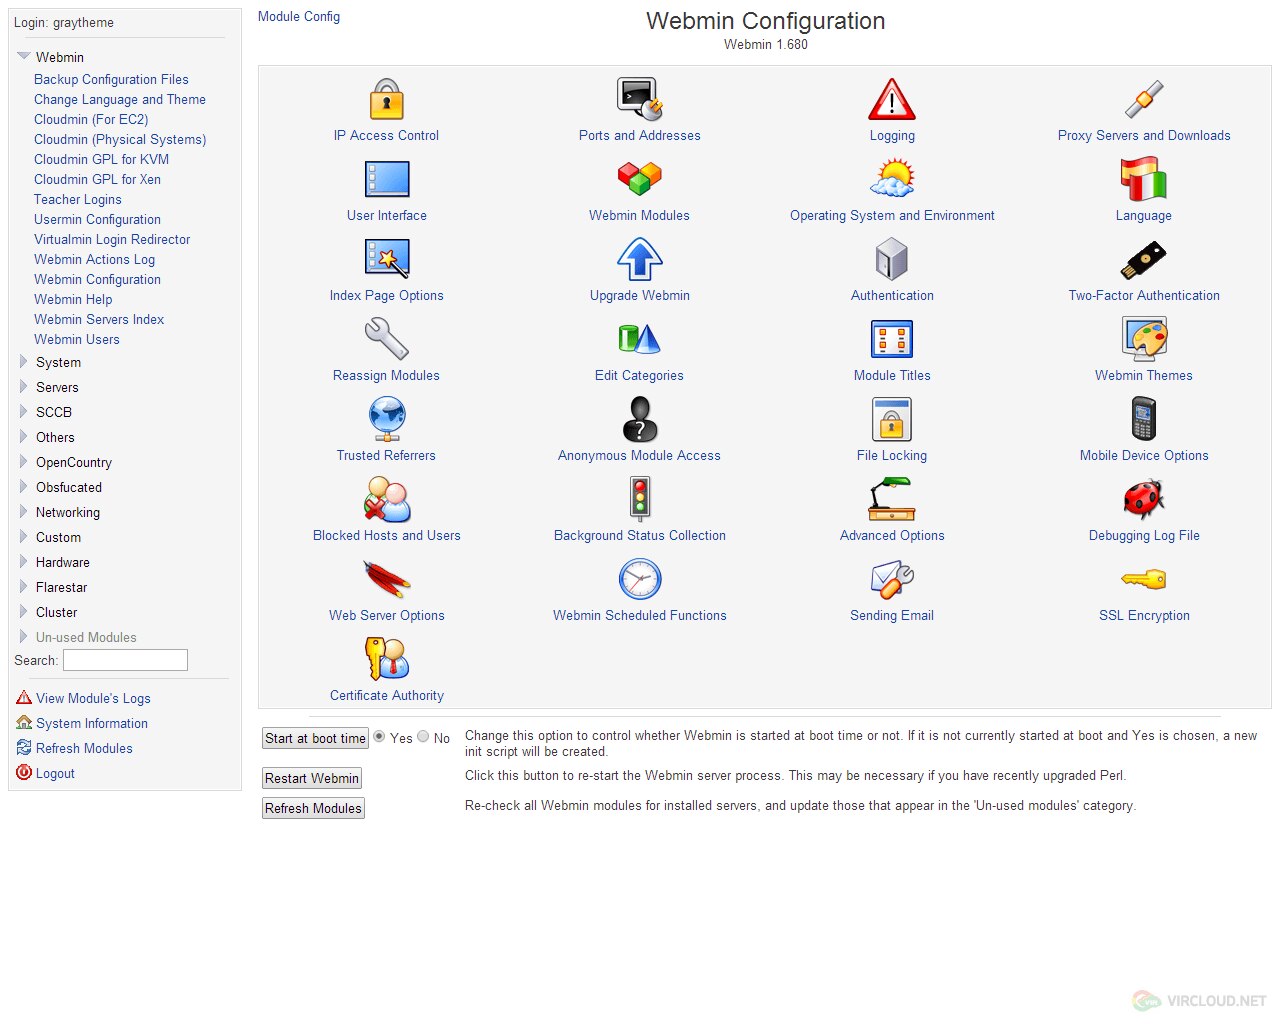 Login: graytheme
Webmin
Backup Configuration Files
Change Language and Theme
Cloudmin (For EC2)
Cloudmin (Physical Systems)
Cloudmin GPL for KVM
Cloudmin GPL for Xen
Teacher Logins
Usermin Configuration
Virtualmin Login Redirector
Webmin Actions Log
Webmin Configuration
Webmin Help
Webmin Servers Index
Webmin Users
System
Servers
SCCB
Others
OpenCountry
Obsfucated
Networking
Custom
Hardware
Flarestar
Cluster
Un-used Modules
Search:
View Module's Logs
System Information
Refresh Modules
Logout
Module Config
Webmin Configuration
Webmin 1.680
IP Access Control
Ports and Addresses
Logging
Proxy Servers and Downloads
User Interface
Webmin Modules
Operating System and Environment
Language
Index Page Options
Upgrade Webmin
Authentication
Two-Factor Authentication
Reassign Modules
Edit Categories
Module Titles
Webmin Themes
Trusted Referrers
Anonymous Module Access
File Locking
Mobile Device Options
Blocked Hosts and Users
Background Status Collection
Advanced Options
Debugging Log File
Web Server Options
Webmin Scheduled Functions
Sending Email
SSL Encryption
Certificate Authority
Start at boot time Yes No
Change this option to control whether Webmin is started at boot time or not. If it is not currently started at boot and Yes is chosen, a new
init script will be created.
Restart Webmin
Click this button to re-start the Webmin server process. This may be necessary if you have recently upgraded Perl.
Refresh Modules
Re-check all Webmin modules for installed servers, and update those that appear in the 'Un-used modules' category.
VIRCLOUD.NET